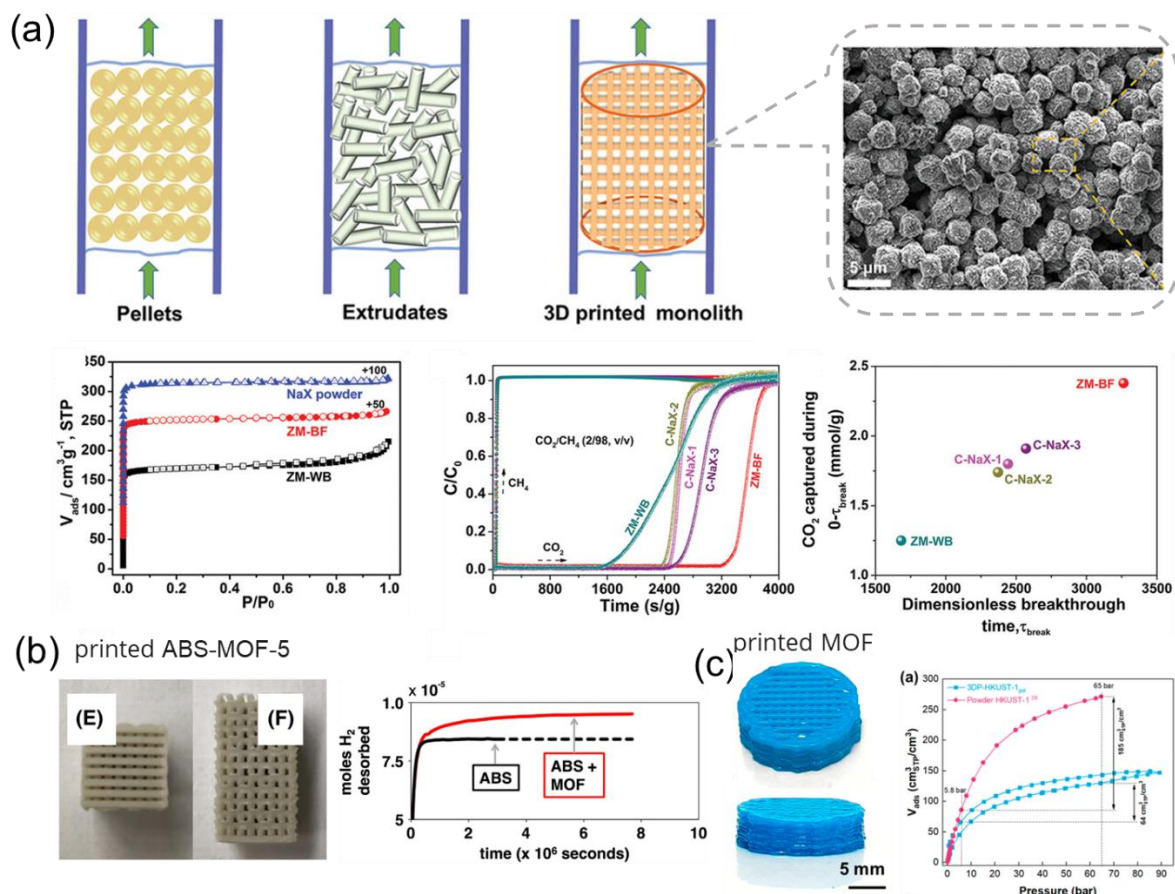 (a)
Pellets
Extrudates
3D printed monolith
5 µm
V_ads/ cm³g⁻¹, STP
350
300
250
200
150
100
50
0
+100
NaX powder
+50
ZM-BF
ZM-WB
0.0 0.2 0.4 0.6 0.8 1.0
P/P₀
C/C₀
1.0
0.8
0.6
0.4
0.2
0.0
CO₂/CH₄ (2/98, v/v)
CH₄
CO₂
ZM-WB
C-NaX-2
C-NaX-1
C-NaX-3
ZM-BF
0 800 1600 2400 3200 4000
Time (s/g)
CO₂ captured during
0-τ_break (mmol/g)
2.5
2.0
1.5
1.0
ZM-BF
C-NaX-3
C-NaX-1
C-NaX-2
ZM-WB
1500 2000 2500 3000 3500
Dimensionless breakthrough
time,τ_break
(b) printed ABS-MOF-5
(E)
(F)
moles H₂
desorbed
9.0
5
x 10⁻⁵
ABS
ABS +
MOF
0 2 4 6 8 10
time (x 10⁶ seconds)
(c) printed MOF
5 mm
(a)
V_ads (cm³_STP/cm³)
300
250
200
150
100
50
0
3DP-HKUST-1
Powder HKUST-1
65 bar
5.8 bar
185 cm³_STP/cm³
64 cm³_STP/cm³
0 10 20 30 40 50 60 70 80 90
Pressure (bar)